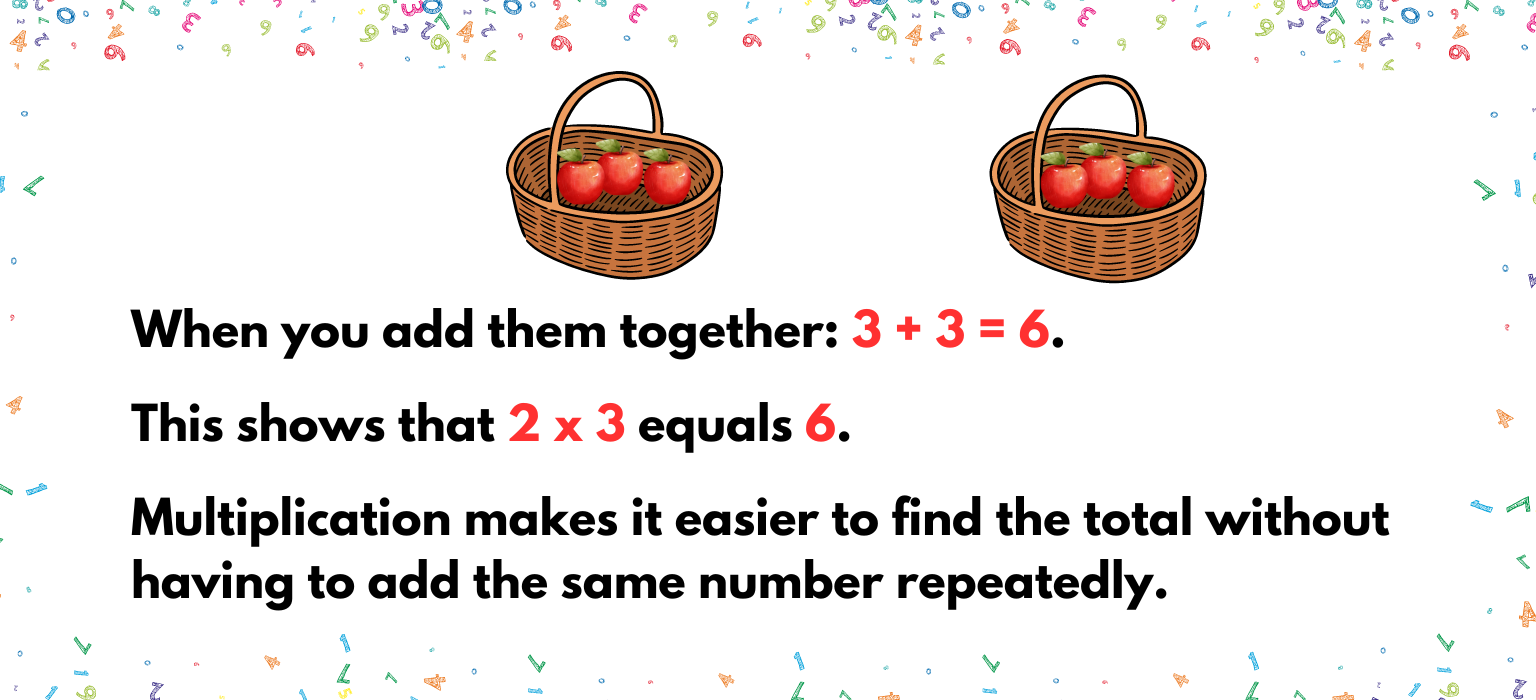 When you add them together: 3 + 3 = 6.
This shows that 2 x 3 equals 6.
Multiplication makes it easier to find the total without
having to add the same number repeatedly.